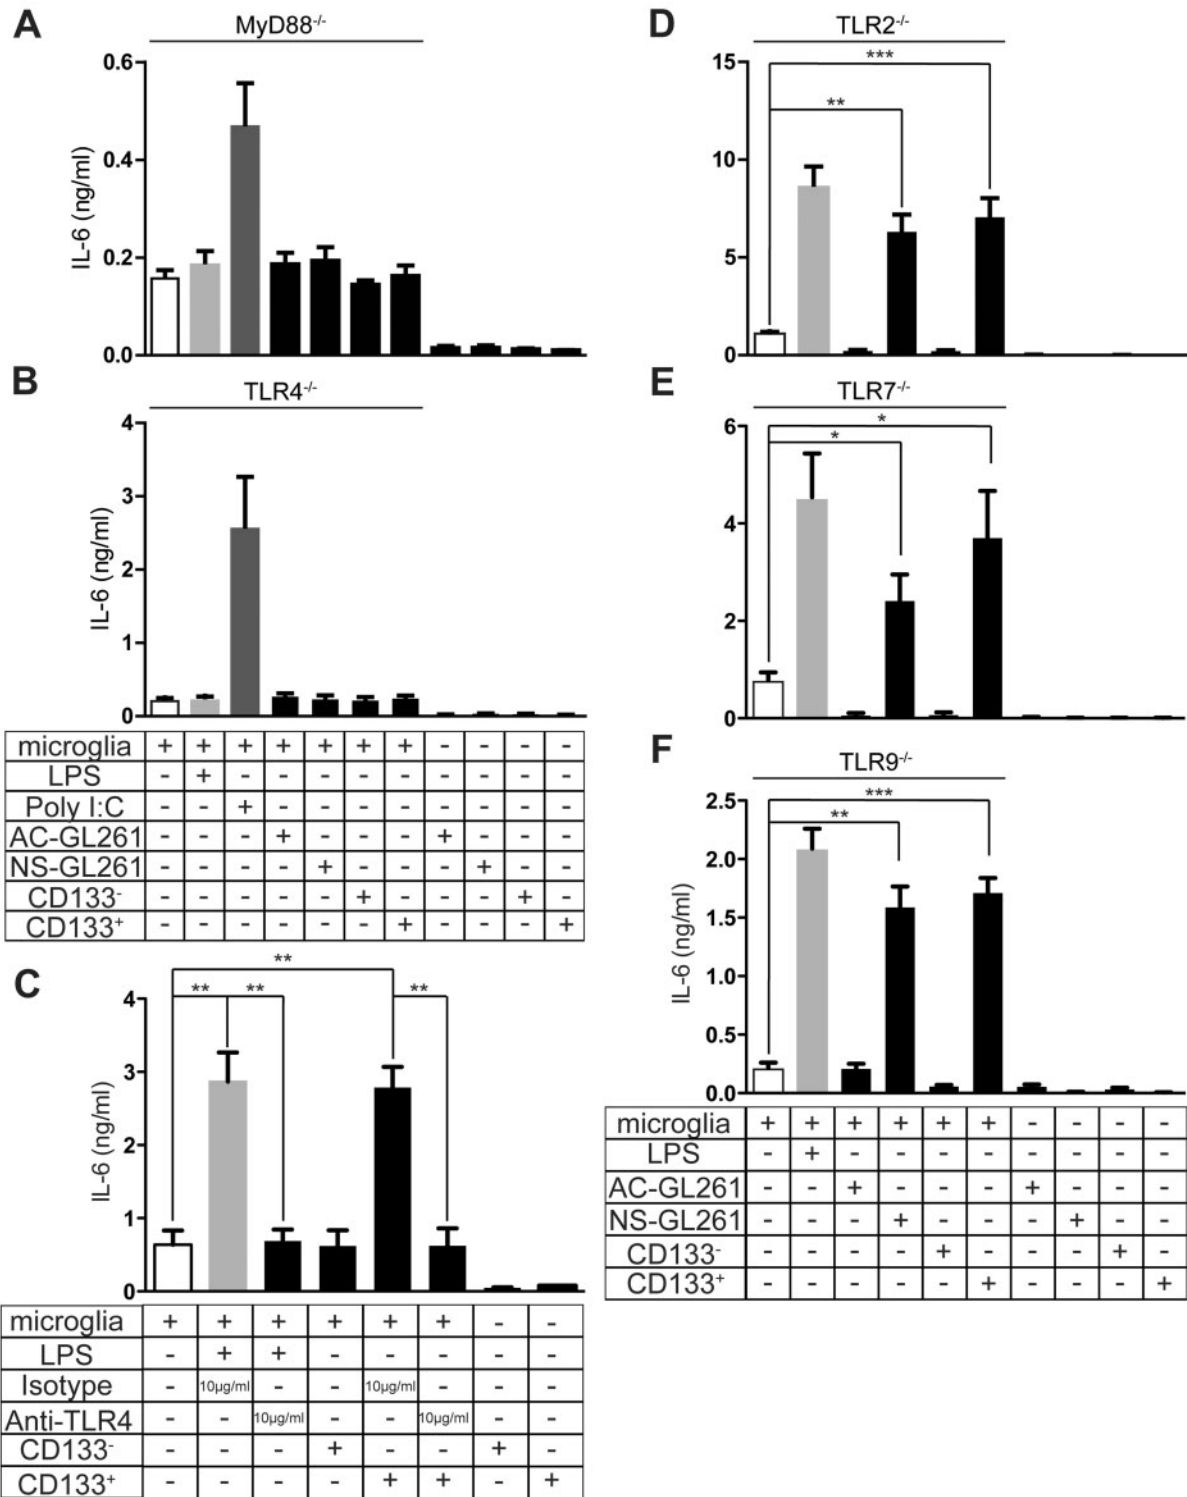 A
MyD88-/-
0.6
0.4
0.2
0.0
IL-6 (ng/ml)
B
TLR4-/-
4
3
2
1
0
IL-6 (ng/ml)
microglia + + + + + + + - - - -
LPS - + - - - - - - - - -
Poly I:C - - + - - - - - - - -
AC-GL261 - - - + - - - + - - -
NS-GL261 - - - - + - - - + - -
CD133- - - - - - + - - - + -
CD133+ - - - - - - + - - - +
C
**
** ** **
4
3
2
1
0
IL-6 (ng/ml)
microglia + + + + + + - -
LPS - + + - - - - -
Isotype - 10µg/ml - - 10µg/ml - - -
Anti-TLR4 - - 10µg/ml - - 10µg/ml - -
CD133- - - - + - - + -
CD133+ - - - - + + - +
D
TLR2-/-
***
**
15
10
5
0
E
TLR7-/-
*
*
6
4
2
0
F
TLR9-/-
***
**
2.5
2.0
1.5
1.0
0.5
0.0
IL-6 (ng/ml)
microglia + + + + + + - - - -
LPS - + - - - - - - - -
AC-GL261 - - + - - - + - - -
NS-GL261 - - - + - - - + - -
CD133- - - - - + - - - + -
CD133+ - - - - - + - - - +